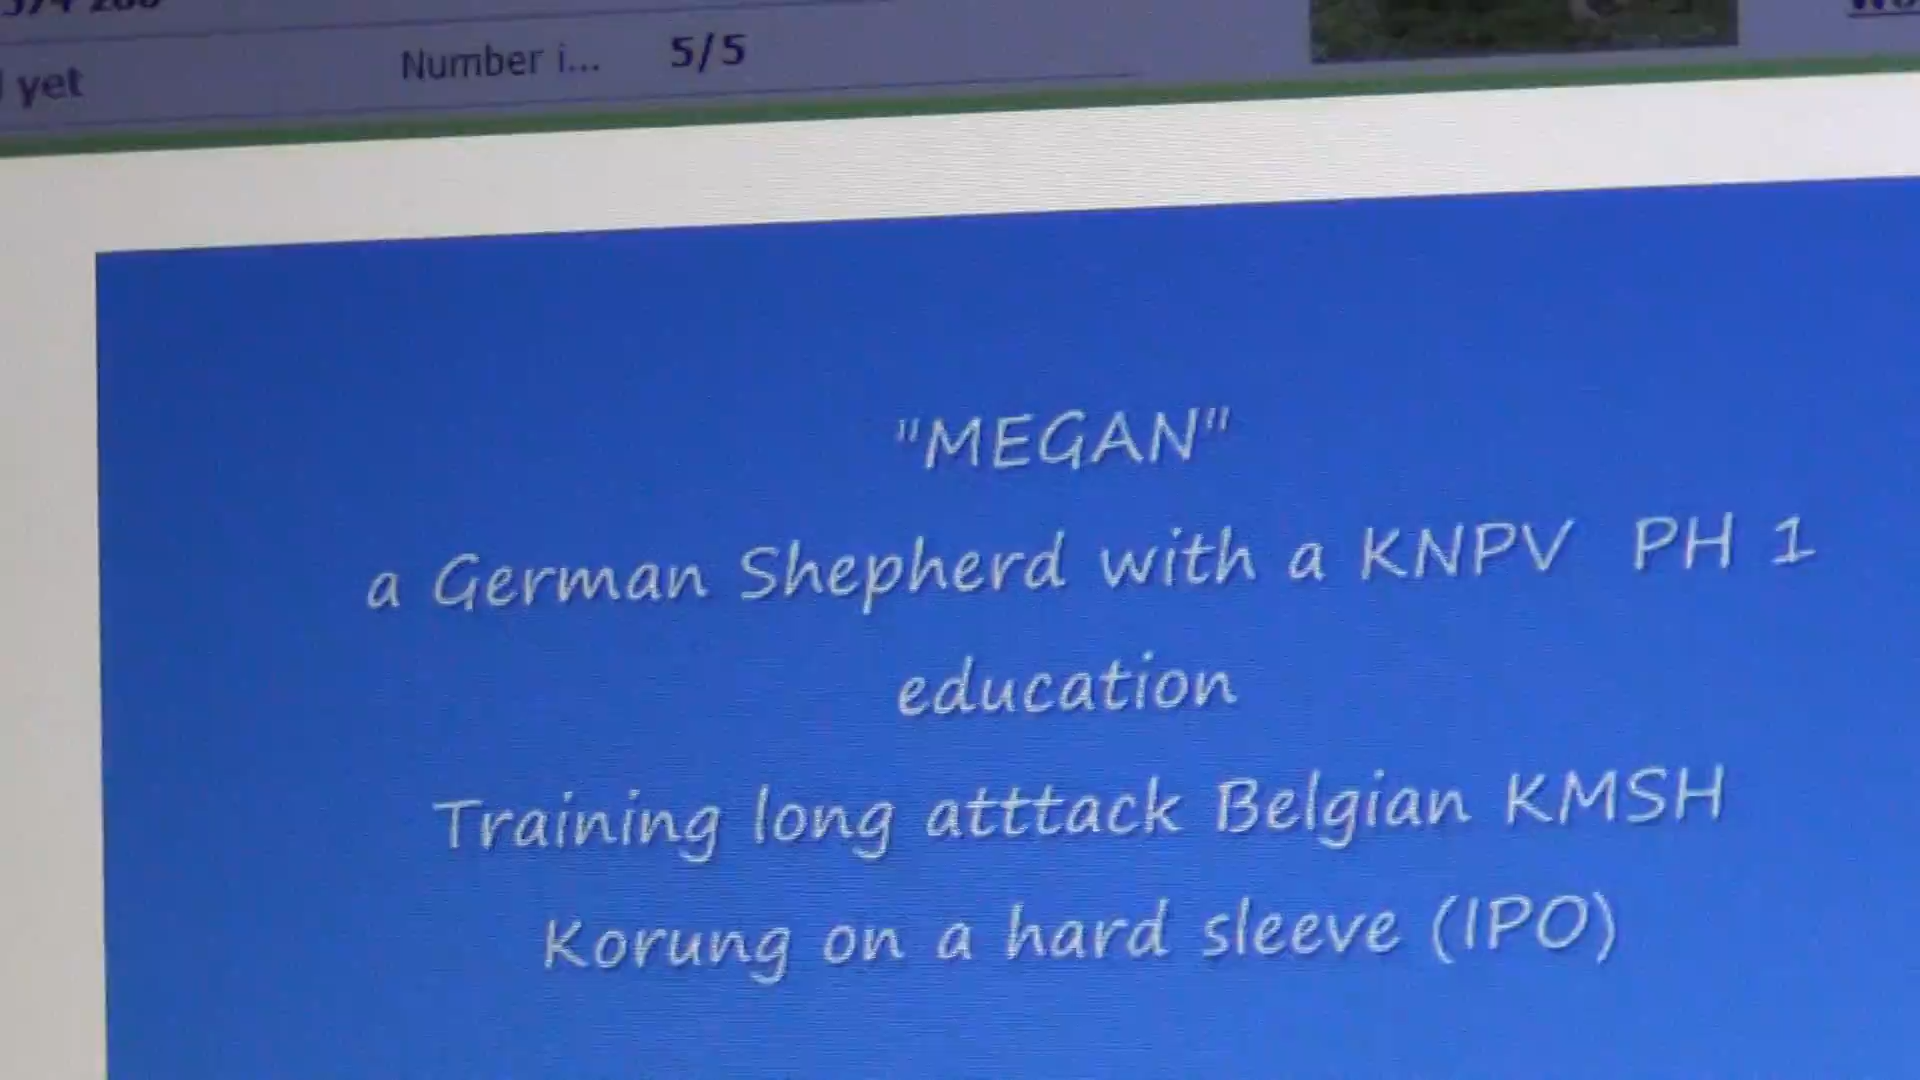 yet
Number i... 5/5
"MEGAN"
a German Shepherd with a KNPV PH 1
education
Training long atttack Belgian KMSH
Korung on a hard sleeve (IPO)